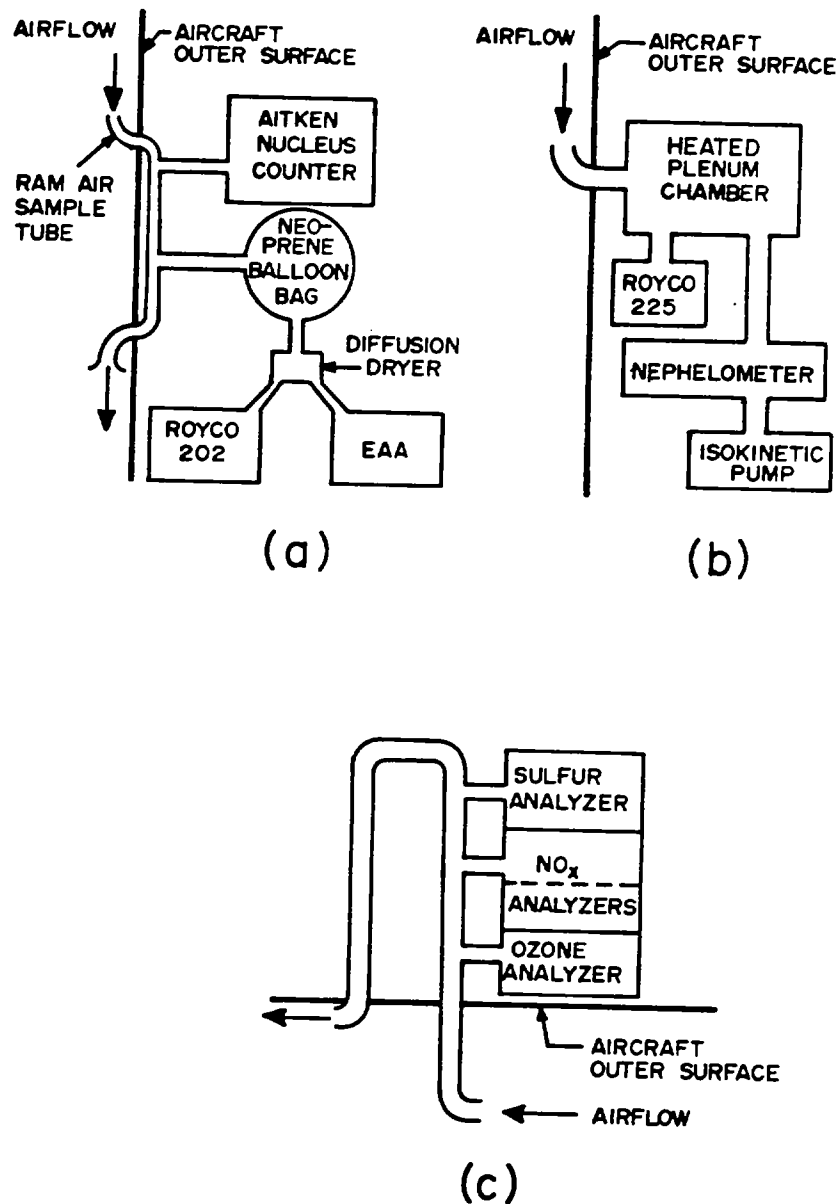 AIRFLOW
AIRCRAFT
OUTER SURFACE
AITKEN
NUCLEUS
COUNTER
RAM AIR
SAMPLE
TUBE
NEO-
PRENE
BALLOON
BAG
DIFFUSION
DRYER
ROYCO
202
EAA
(a)
AIRFLOW
AIRCRAFT
OUTER SURFACE
HEATED
PLENUM
CHAMBER
ROYCO
225
NEPHELOMETER
ISOKINETIC
PUMP
(b)
SULFUR
ANALYZER
NOx
ANALYZERS
OZONE
ANALYZER
AIRCRAFT
OUTER SURFACE
AIRFLOW
(c)